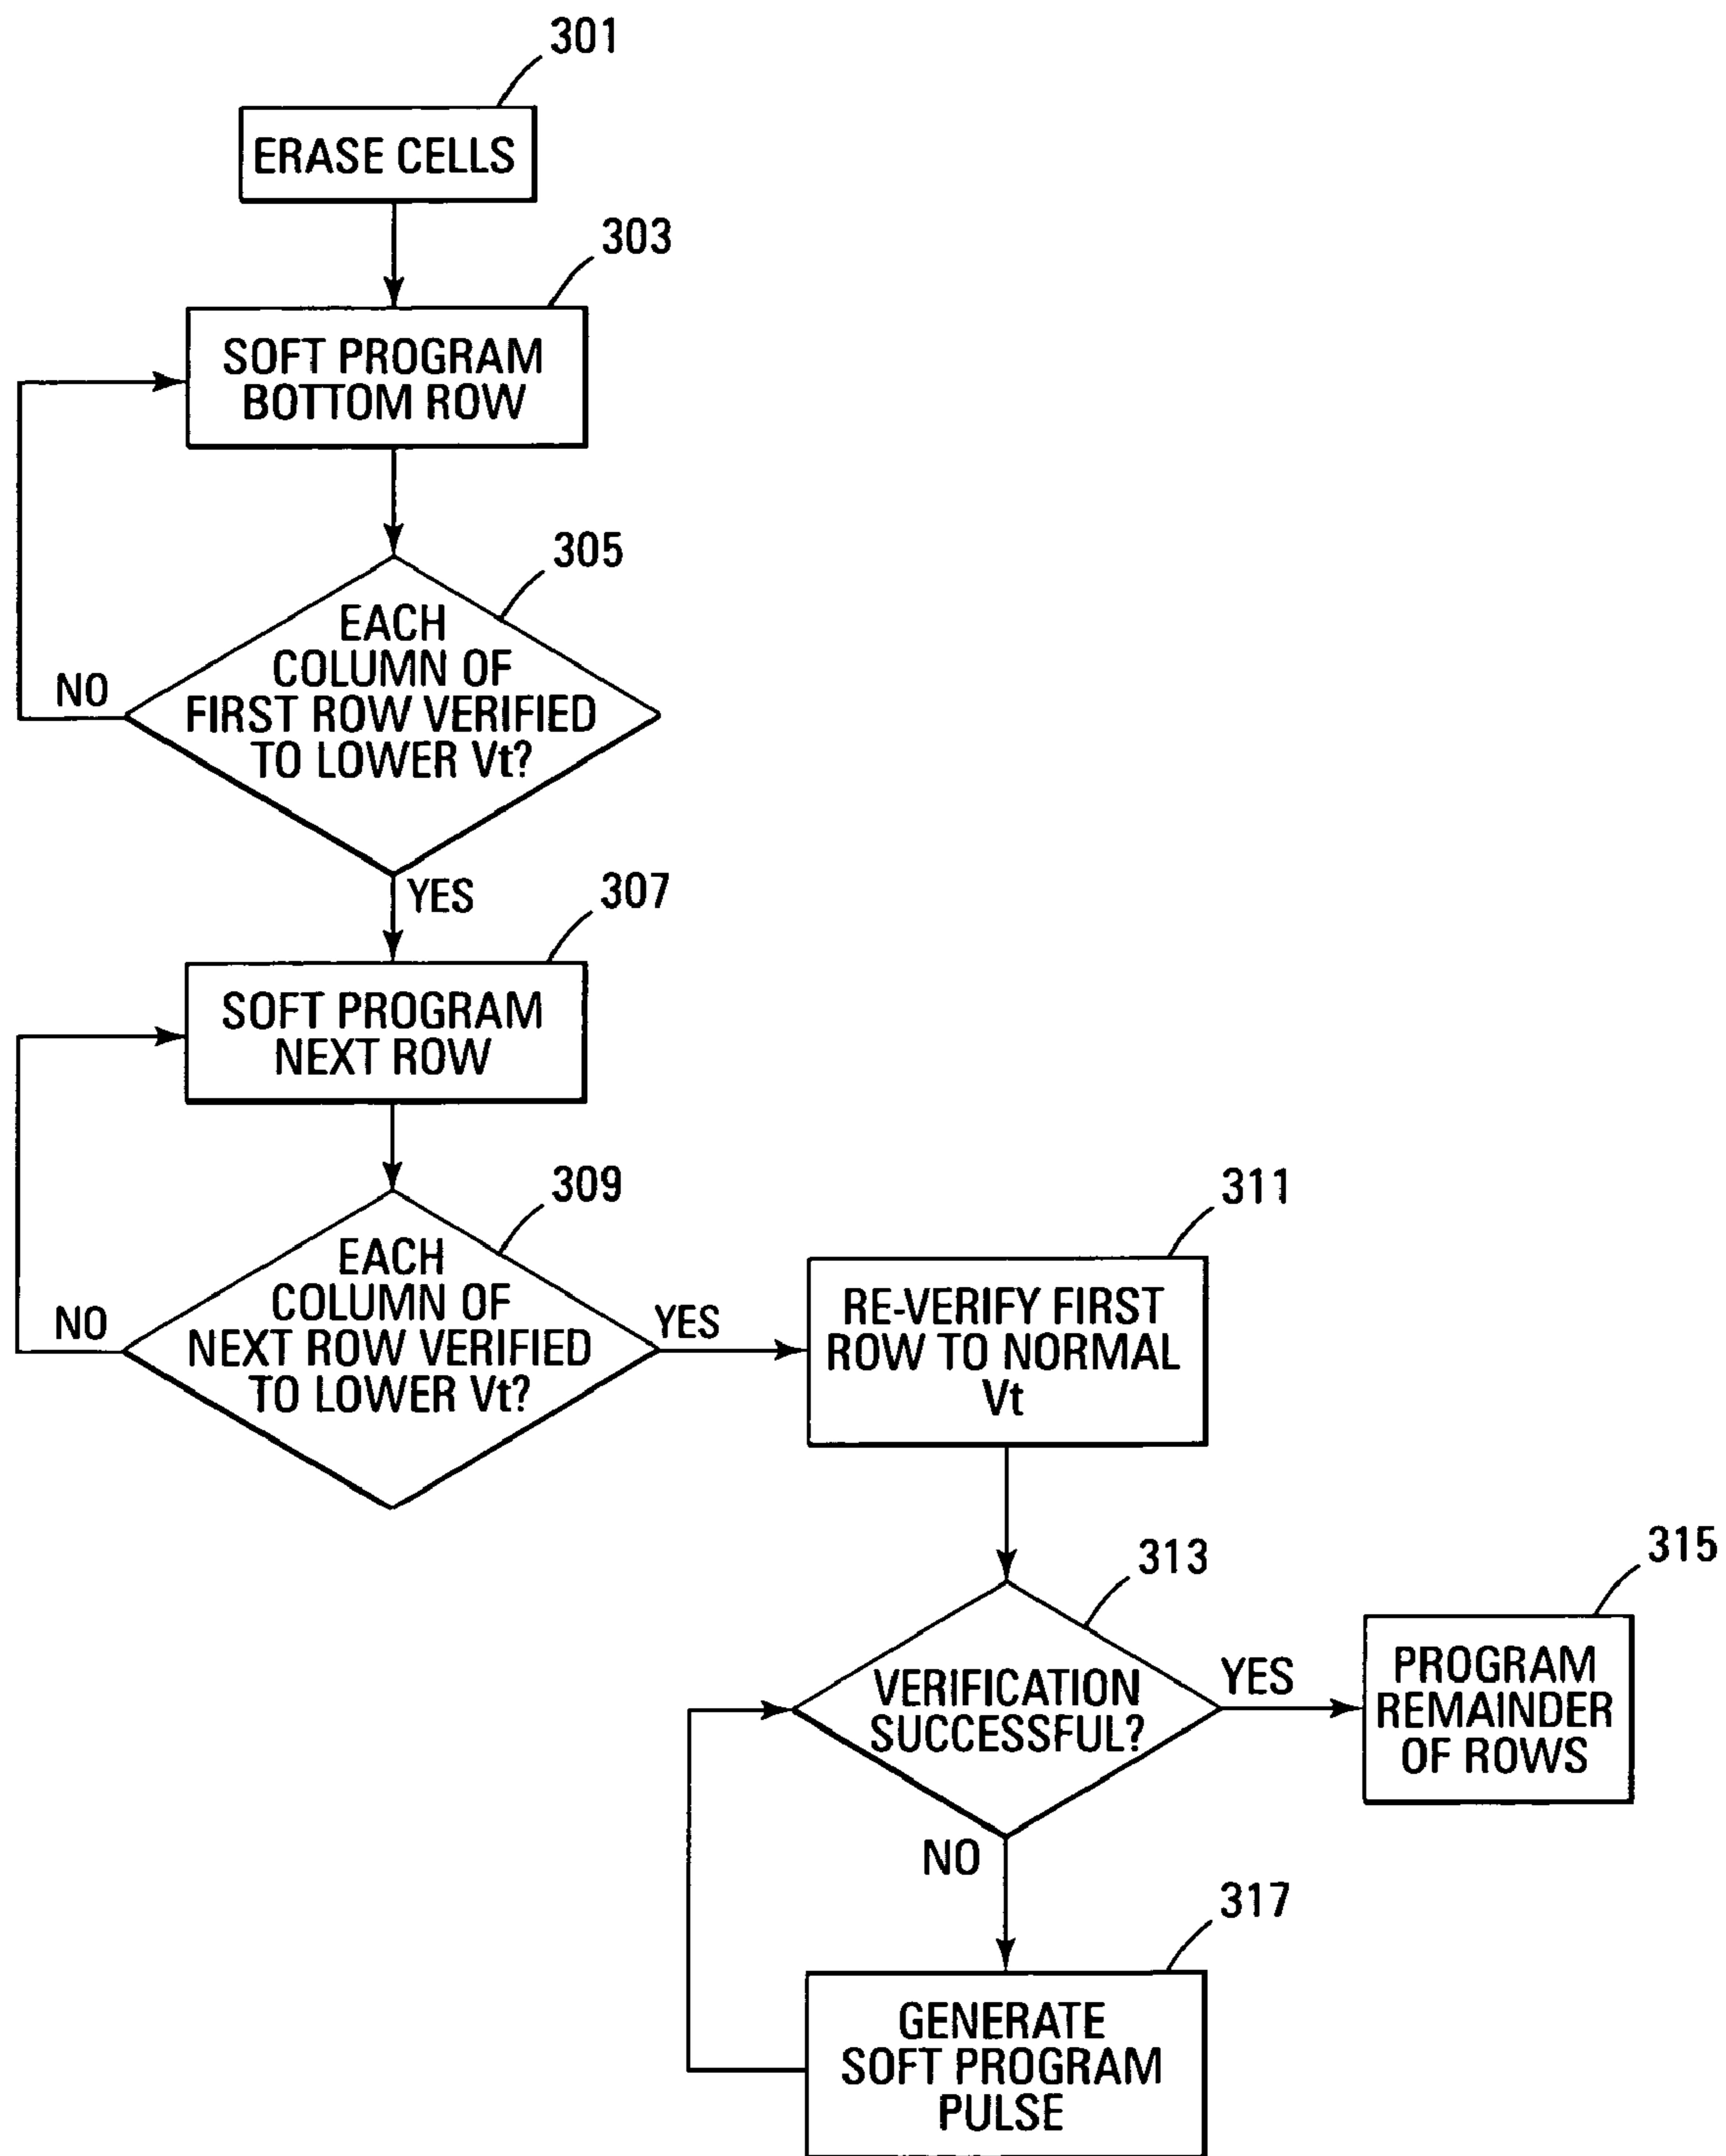 301
ERASE CELLS
303
SOFT PROGRAM
BOTTOM ROW
305
EACH
COLUMN OF
FIRST ROW VERIFIED
TO LOWER Vt?
NO
YES
307
SOFT PROGRAM
NEXT ROW
309
EACH
COLUMN OF
NEXT ROW VERIFIED
TO LOWER Vt?
NO
YES
311
RE-VERIFY FIRST
ROW TO NORMAL
Vt
313
VERIFICATION
SUCCESSFUL?
YES
315
PROGRAM
REMAINDER
OF ROWS
NO
317
GENERATE
SOFT PROGRAM
PULSE